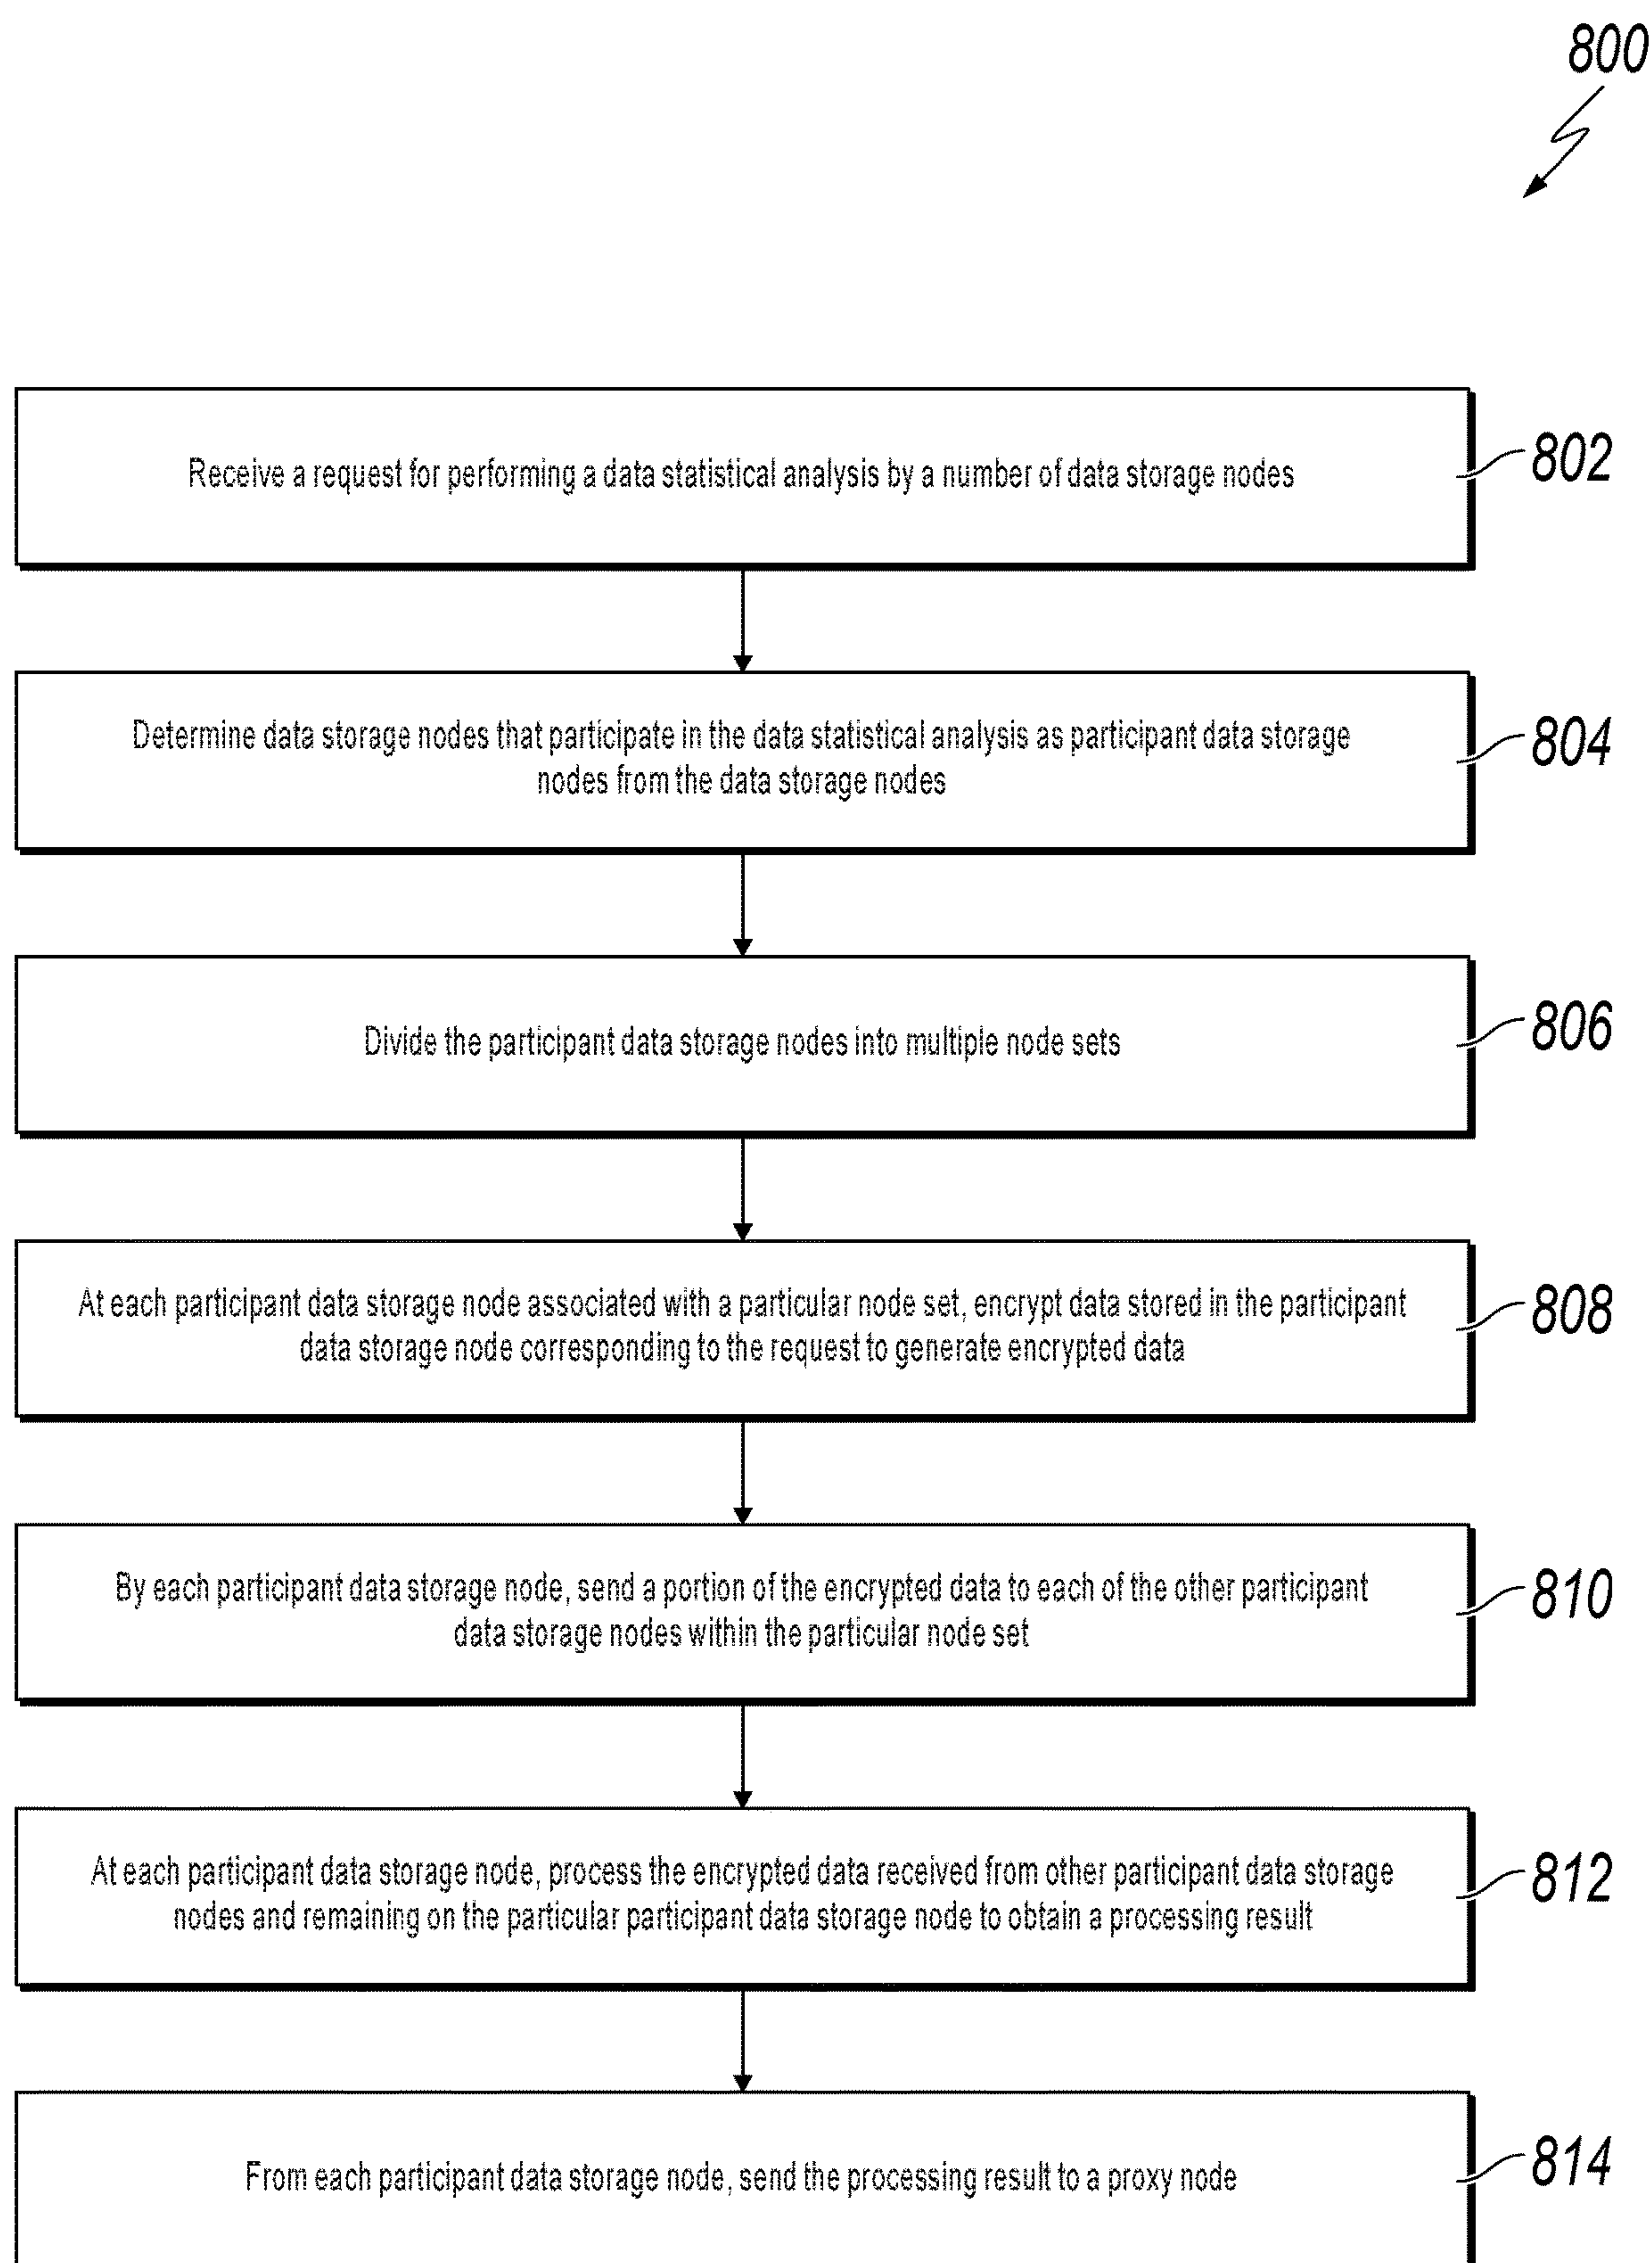 800
Receive a request for performing a data statistical analysis by a number of data storage nodes
802
Determine data storage nodes that participate in the data statistical analysis as participant data storage
nodes from the data storage nodes
804
Divide the participant data storage nodes into multiple node sets
806
At each participant data storage node associated with a particular node set, encrypt data stored in the participant
data storage node corresponding to the request to generate encrypted data
808
By each participant data storage node, send a portion of the encrypted data to each of the other participant
data storage nodes within the particular node set
810
At each participant data storage node, process the encrypted data received from other participant data storage
nodes and remaining on the particular participant data storage node to obtain a processing result
812
From each participant data storage node, send the processing result to a proxy node
814